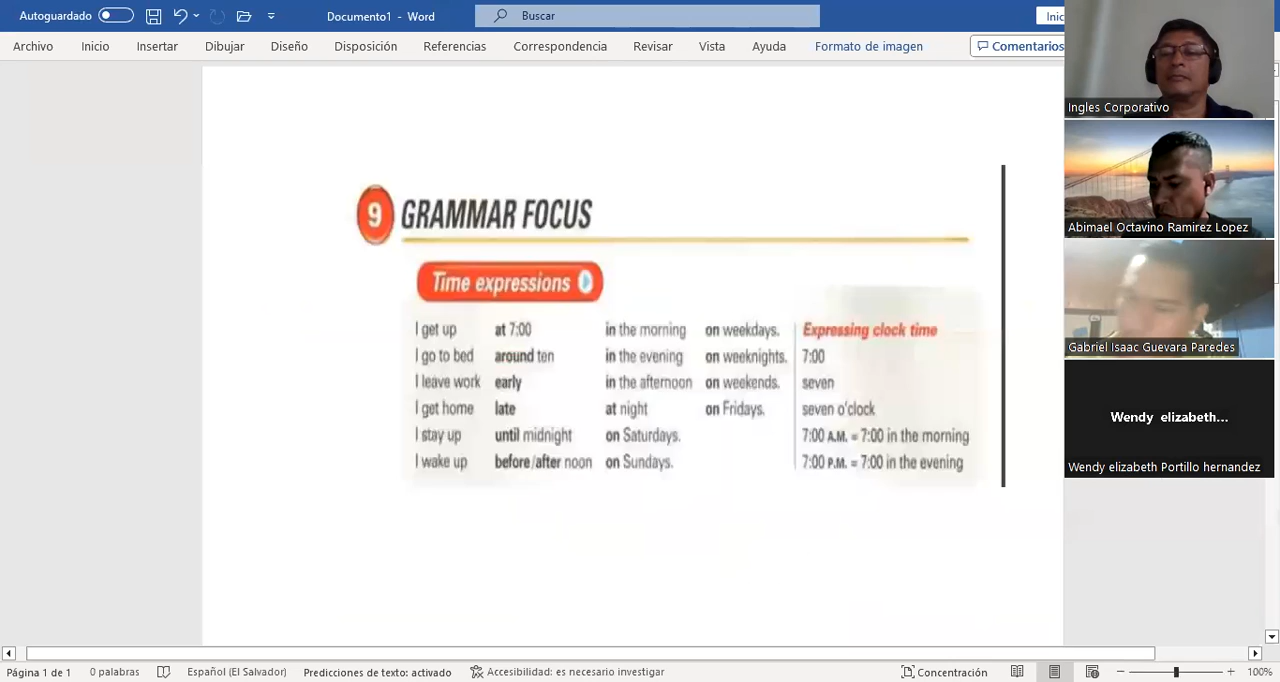 Autoguardado
Documento1 - Word
Buscar
Inic
Archivo Inicio Insertar Dibujar Diseño Disposición Referencias Correspondencia Revisar Vista Ayuda Formato de imagen Comentarios
9 GRAMMAR FOCUS
Time expressions
I get up at 7:00 in the morning on weekdays.
I go to bed around ten in the evening on weeknights.
I leave work early in the afternoon on weekends.
I get home late at night on Fridays.
I stay up until midnight on Saturdays.
I wake up before/after noon on Sundays.
Expressing clock time
7:00
seven
seven o'clock
7:00 A.M. = 7:00 in the morning
7:00 P.M. = 7:00 in the evening
Ingles Corporativo
Abimael Octavino Ramirez Lopez
Gabriel Isaac Guevara Paredes
Wendy elizabeth...
Wendy elizabeth Portillo hernandez
Página 1 de 1 0 palabras Español (El Salvador) Predicciones de texto: activado Accesibilidad: es necesario investigar Concentración 100%